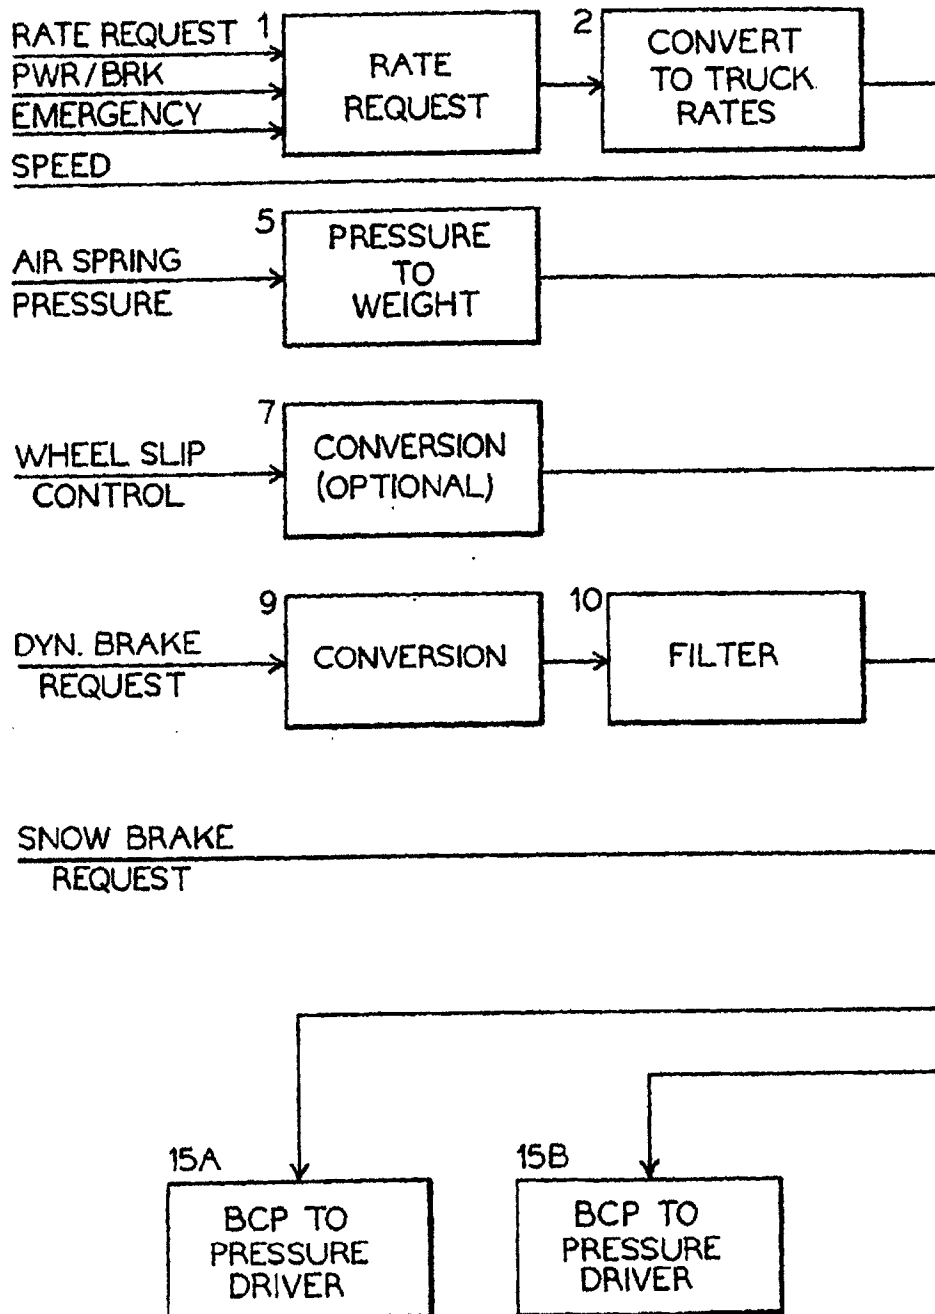 RATE REQUEST
PWR/BRK
EMERGENCY
SPEED
1
RATE
REQUEST
2
CONVERT
TO TRUCK
RATES
AIR SPRING
PRESSURE
5
PRESSURE
TO
WEIGHT
WHEEL SLIP
CONTROL
7
CONVERSION
(OPTIONAL)
DYN. BRAKE
REQUEST
9
CONVERSION
10
FILTER
SNOW BRAKE
REQUEST
15A
BCP TO
PRESSURE
DRIVER
15B
BCP TO
PRESSURE
DRIVER